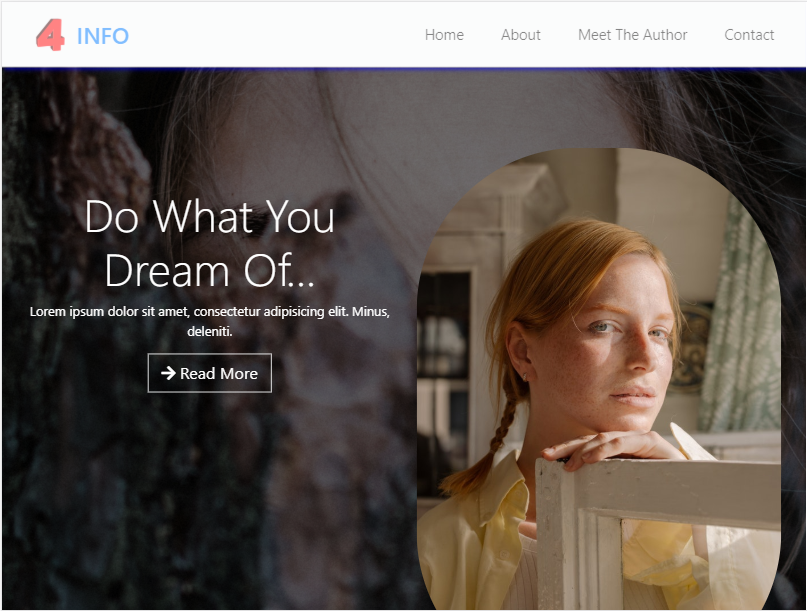 4 INFO
Home About Meet The Author Contact
Do What You
Dream Of...
Lorem ipsum dolor sit amet, consectetur adipisicing elit. Minus,
deleniti.
Read More